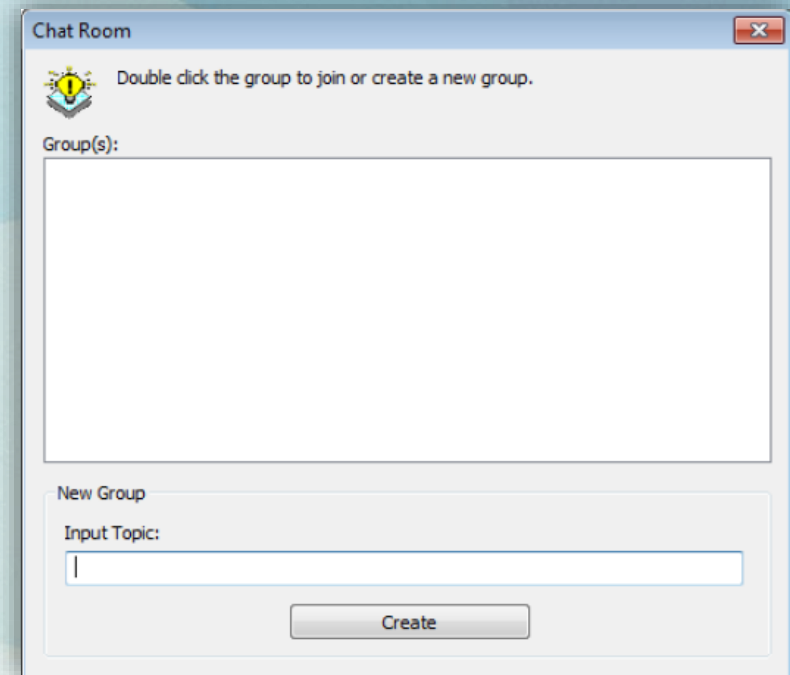 Chat Room
Double click the group to join or create a new group.
Group(s):
New Group
Input Topic:
Create